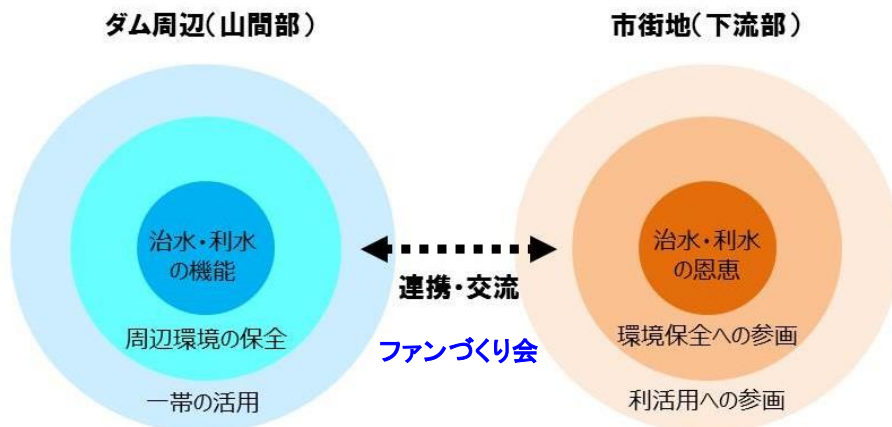 ダム周辺(山間部)
市街地(下流部)
治水・利水
の機能
周辺環境の保全
一帯の活用
連携・交流
ファンづくり会
治水・利水
の恩恵
環境保全への参画
利活用への参画